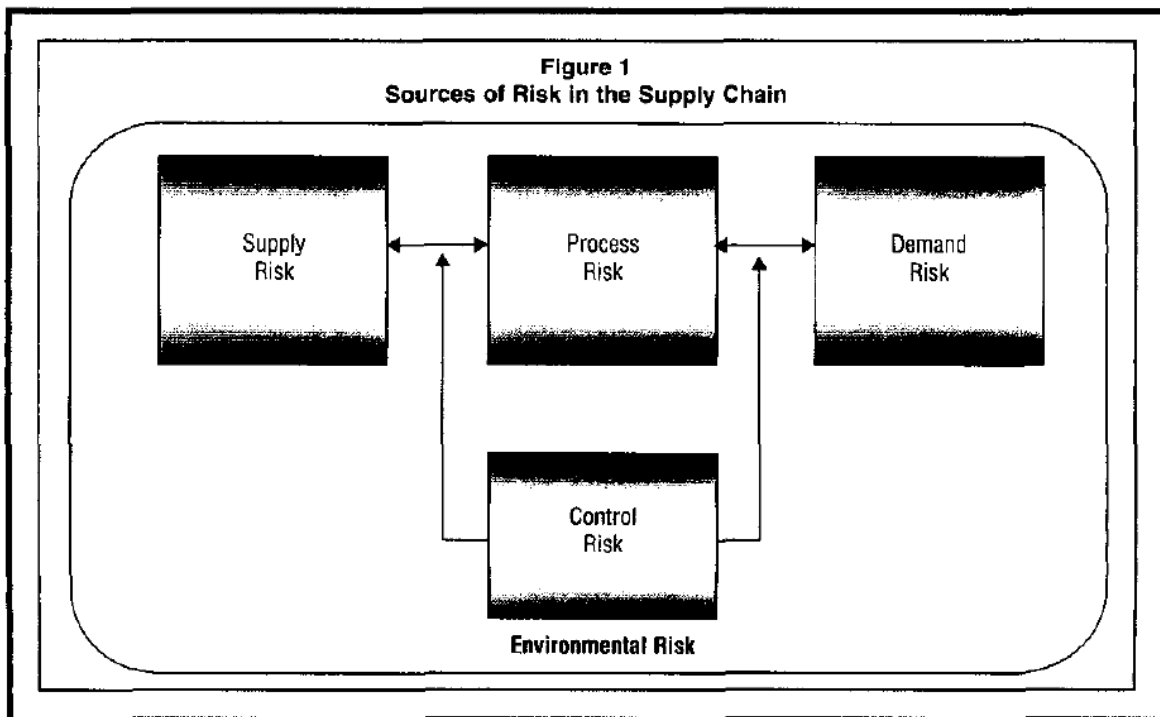 Figure 1
Sources of Risk in the Supply Chain
Supply
Risk
Process
Risk
Demand
Risk
Control
Risk
Environmental Risk